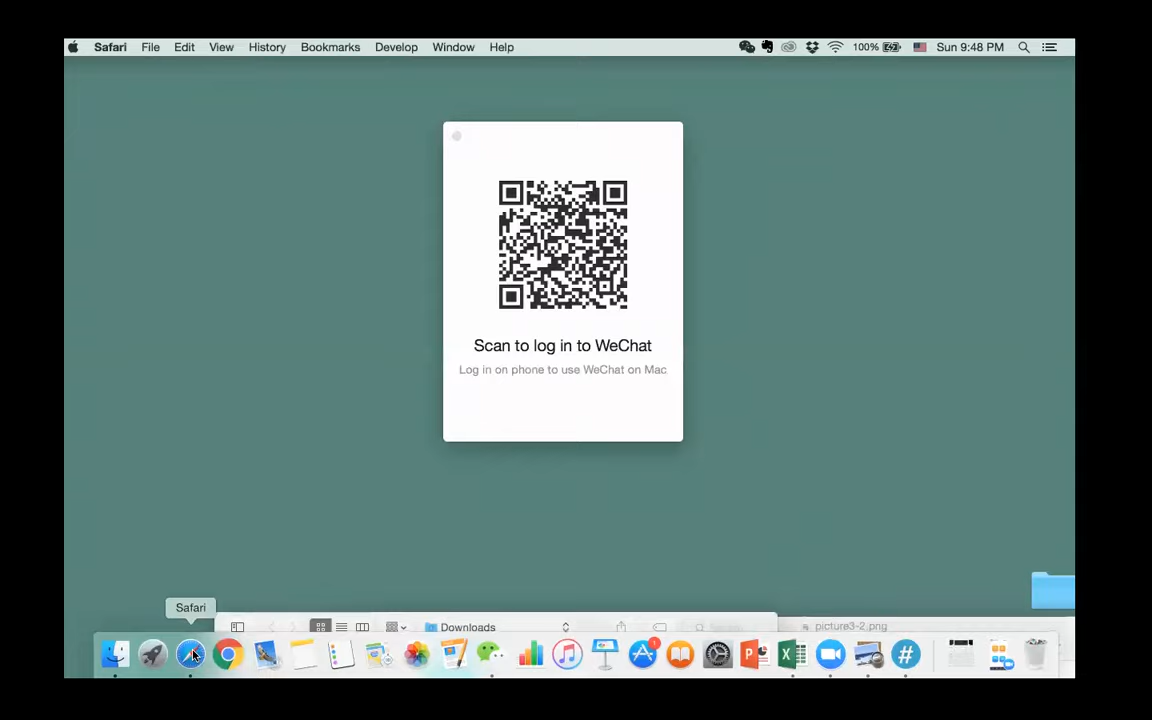 Safari File Edit View History Bookmarks Develop Window Help 100% Sun 9:48 PM
Scan to log in to WeChat
Log in on phone to use WeChat on Mac
Safari
Downloads
picture3-2.png
1
P
X
#